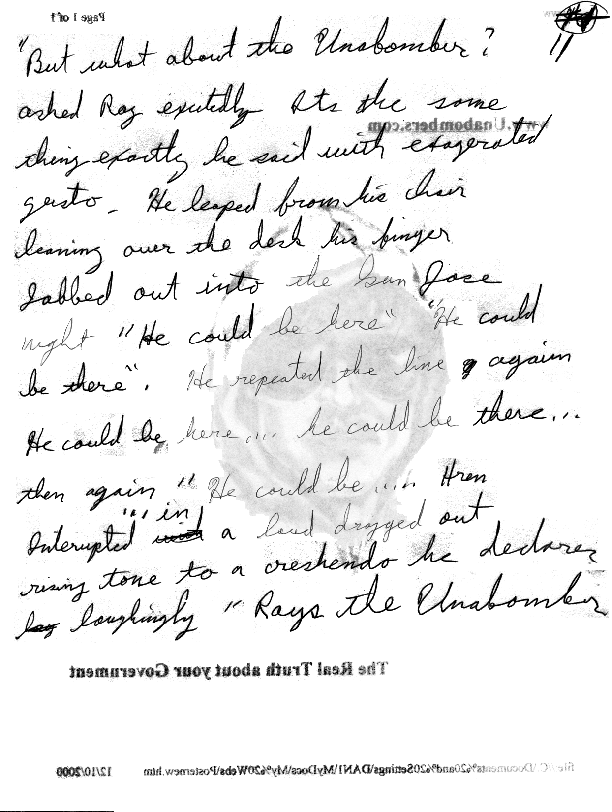 Page 1 of 1
11
"But what about the Unabomber?
www.Unabombers.com
asked Ray excitedly Its the same
thing exactly he said with exagerated
gusto - He leaped from his chair
leaning over the desk his finger
Jabbed out into the San Jose
night "He could be here" "He could
be there". He repeated the line again
He could be here.... he could be there...
then again "He could be .... Hren
Interupted "" in a loud dragged out
rising tone to a creshendo he declares
laughingly "Rays the Unabomber
The Real Truth about your Government
file://C:\Documents%20and%20Settings\DAN1\MyDocs\My%20Webs\Posternew.htm 12/10/2000